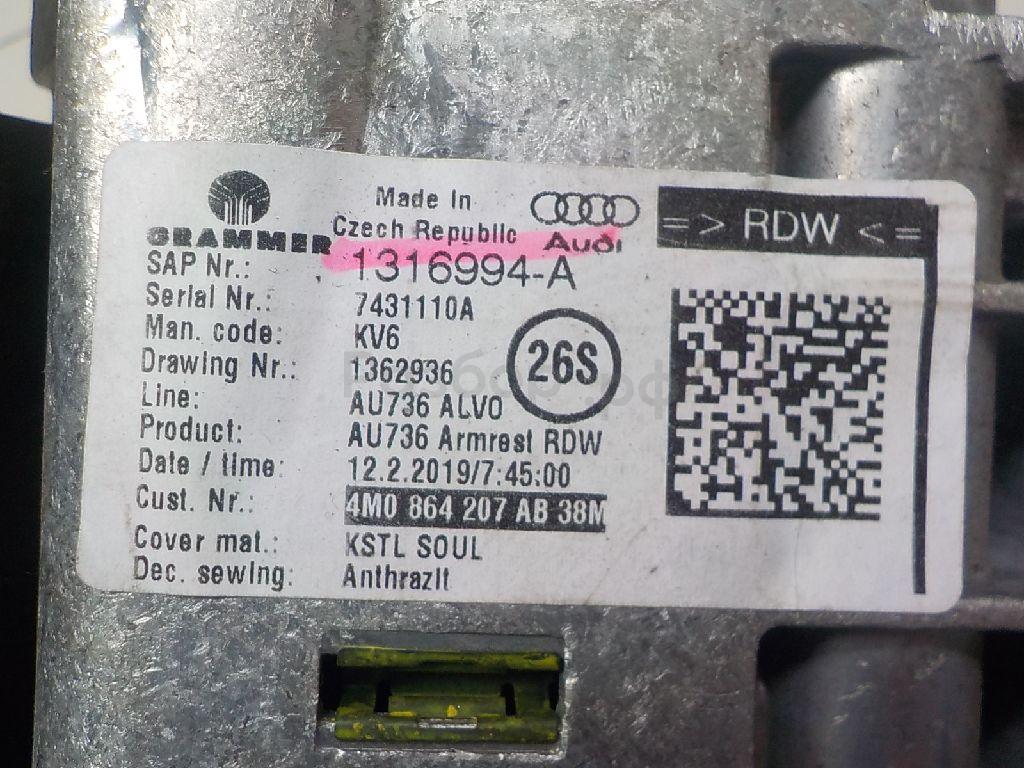 GRAMMER
Made In
Czech Republic
Audi
=> RDW <=
SAP Nr.: 1316994-A
Serial Nr.: 7431110A
Man. code: KV6
Drawing Nr.: 1362936
26S
Line: AU736 ALVO
Product: AU736 Armrest RDW
Date / time: 12.2.2019/7:45:00
Cust. Nr.: 4M0 864 207 AB 38M
Cover mat.: KSTL SOUL
Dec. sewing: Anthrazit